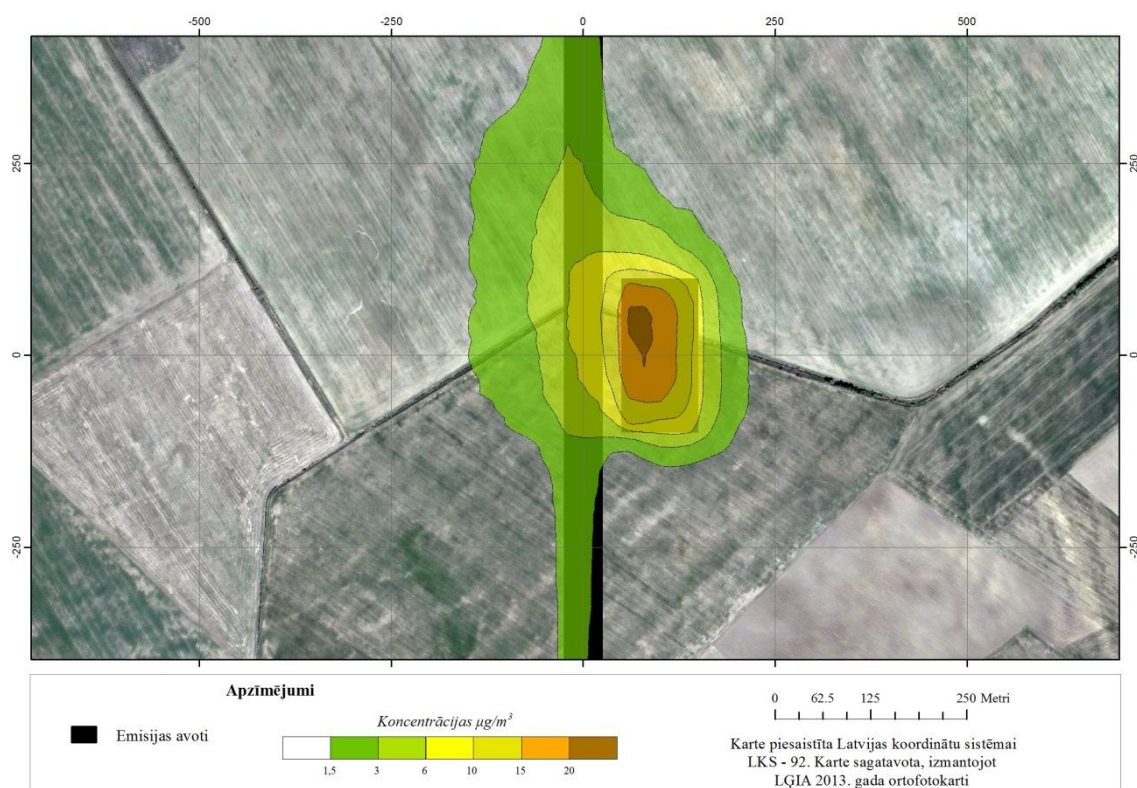 -500 -250 0 250 500
250 250
0 0
-250 -250
Apzīmējumi
Emisijas avoti
Koncentrācijas µg/m³
1,5 3 6 10 15 20
0 62.5 125 250 Metri
Karte piesaistīta Latvijas koordinātu sistēmai
LKS - 92. Karte sagatavota, izmantojot
LĢIA 2013. gada ortofotokarti